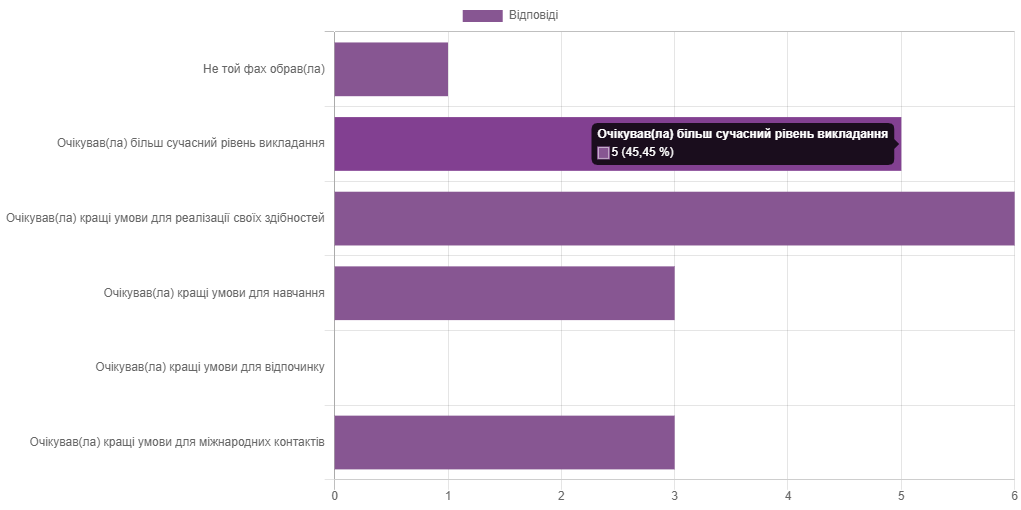 Відповіді
Не той фах обрав(ла)
Очікував(ла) більш сучасний рівень викладання
Очікував(ла) більш сучасний рівень викладання
5 (45,45 %)
Очікував(ла) кращі умови для реалізації своїх здібностей
Очікував(ла) кращі умови для навчання
Очікував(ла) кращі умови для відпочинку
Очікував(ла) кращі умови для міжнародних контактів
0 1 2 3 4 5 6